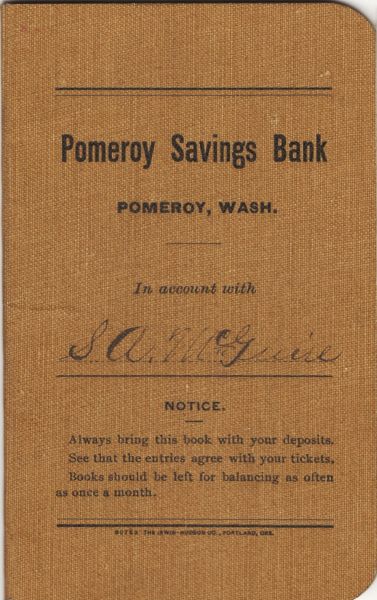 Pomeroy Savings Bank
POMEROY, WASH.
In account with
S. A. McGuire
NOTICE.
Always bring this book with your deposits.
See that the entries agree with your tickets.
Books should be left for balancing as often
as once a month.
THE IRWIN-HODSON CO., PORTLAND, ORE.